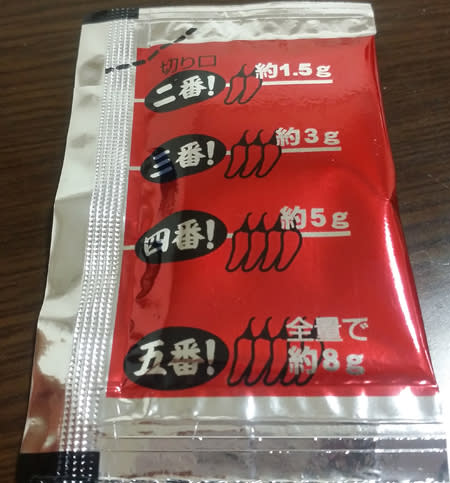 切り口
二番! 約1.5g
三番! 約3g
四番! 約5g
五番! 全量で
約8g